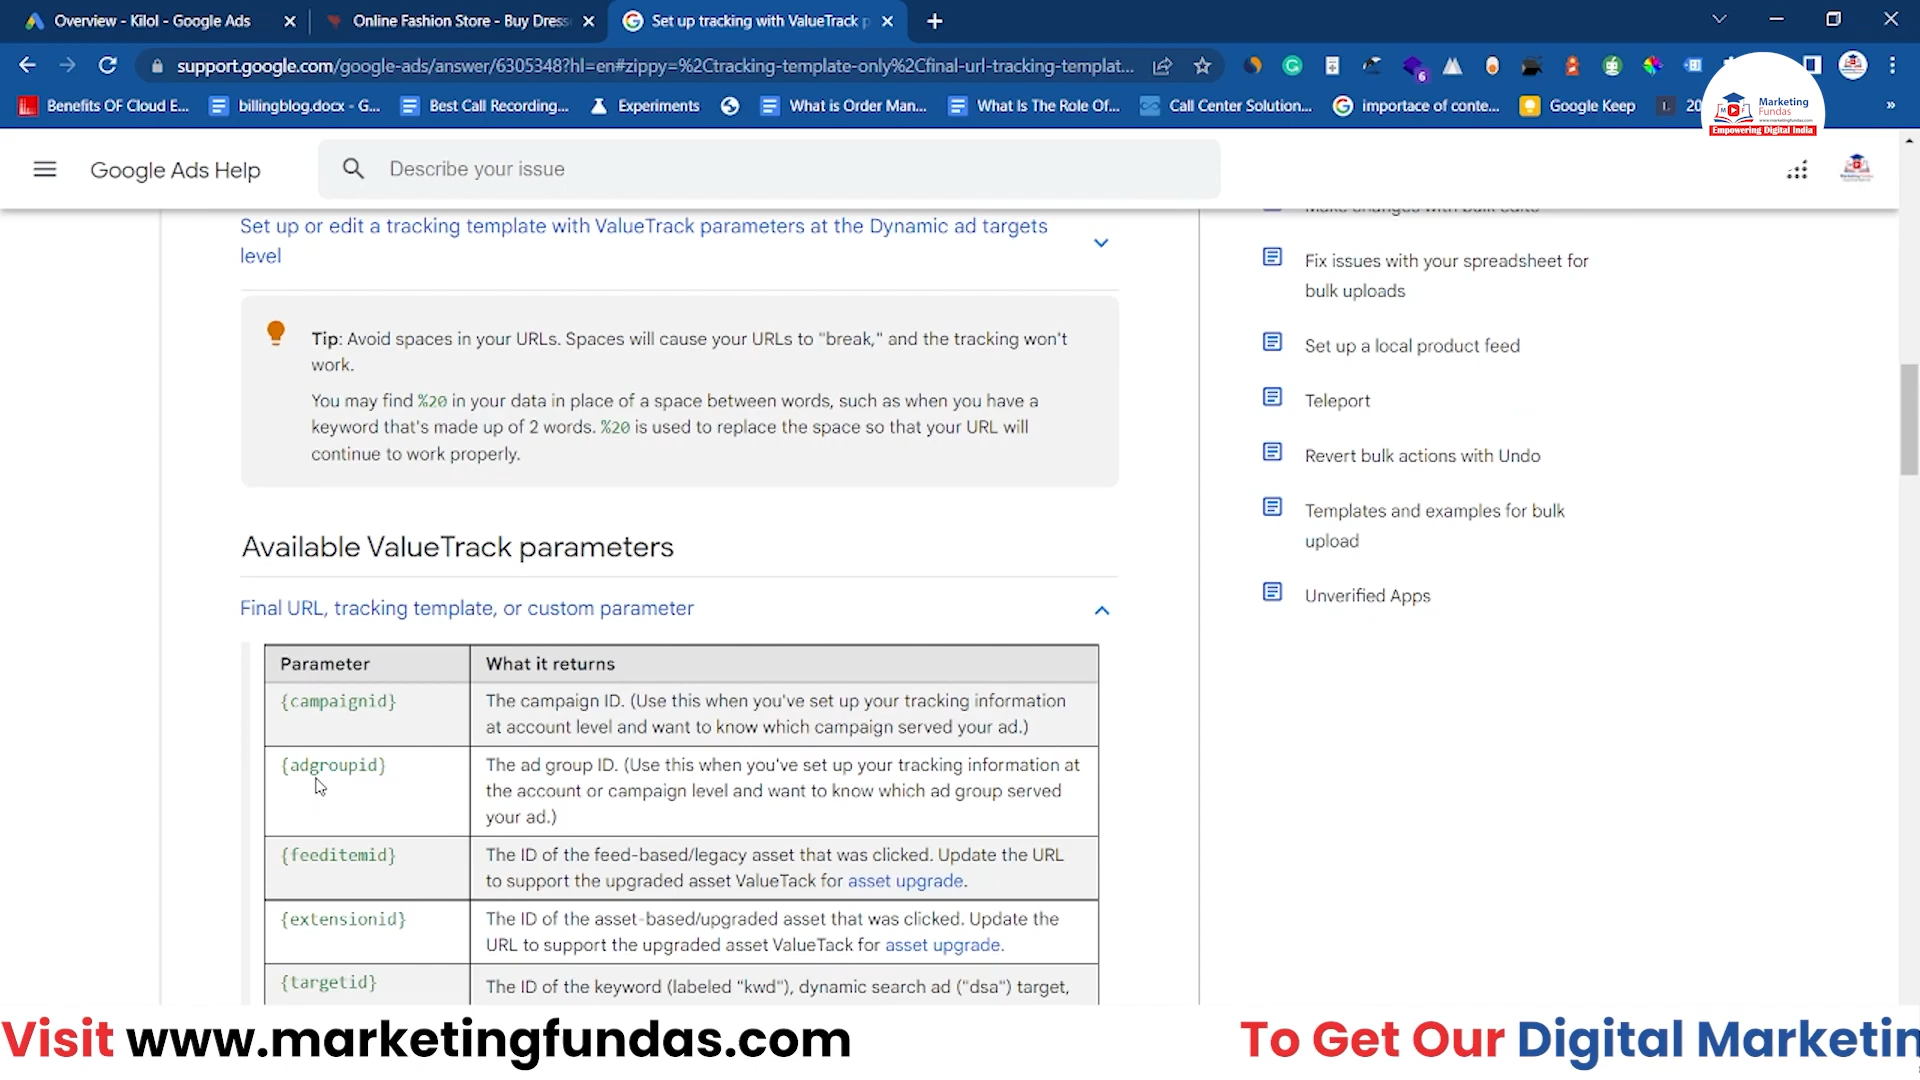 Overview - Kilol - Google Ads
Online Fashion Store - Buy Dress
Set up tracking with ValueTrack p
support.google.com/google-ads/answer/6305348?hl=en#zippy=%2Ctracking-template-only%2Cfinal-url-tracking-templat...
6
Benefits OF Cloud E...
billingblog.docx - G...
Best Call Recording...
Experiments
What is Order Man...
What Is The Role Of...
Call Center Solution...
importace of conte...
Google Keep
20
»
Marketing
Fundas
www.marketingfundas.com
Empowering Digital India
Google Ads Help
Describe your issue
Set up or edit a tracking template with ValueTrack parameters at the Dynamic ad targets
level
Tip: Avoid spaces in your URLs. Spaces will cause your URLs to "break," and the tracking won't
work.
You may find %20 in your data in place of a space between words, such as when you have a
keyword that's made up of 2 words. %20 is used to replace the space so that your URL will
continue to work properly.
Available ValueTrack parameters
Final URL, tracking template, or custom parameter
Parameter
What it returns
{campaignid}
The campaign ID. (Use this when you've set up your tracking information
at account level and want to know which campaign served your ad.)
{adgroupid}
The ad group ID. (Use this when you've set up your tracking information at
the account or campaign level and want to know which ad group served
your ad.)
{feeditemid}
The ID of the feed-based/legacy asset that was clicked. Update the URL
to support the upgraded asset ValueTack for asset upgrade.
{extensionid}
The ID of the asset-based/upgraded asset that was clicked. Update the
URL to support the upgraded asset ValueTack for asset upgrade.
{targetid}
The ID of the keyword (labeled "kwd"), dynamic search ad ("dsa") target,
Make changes with bulk edits
Fix issues with your spreadsheet for
bulk uploads
Set up a local product feed
Teleport
Revert bulk actions with Undo
Templates and examples for bulk
upload
Unverified Apps
Visit www.marketingfundas.com
To Get Our Digital Marketin